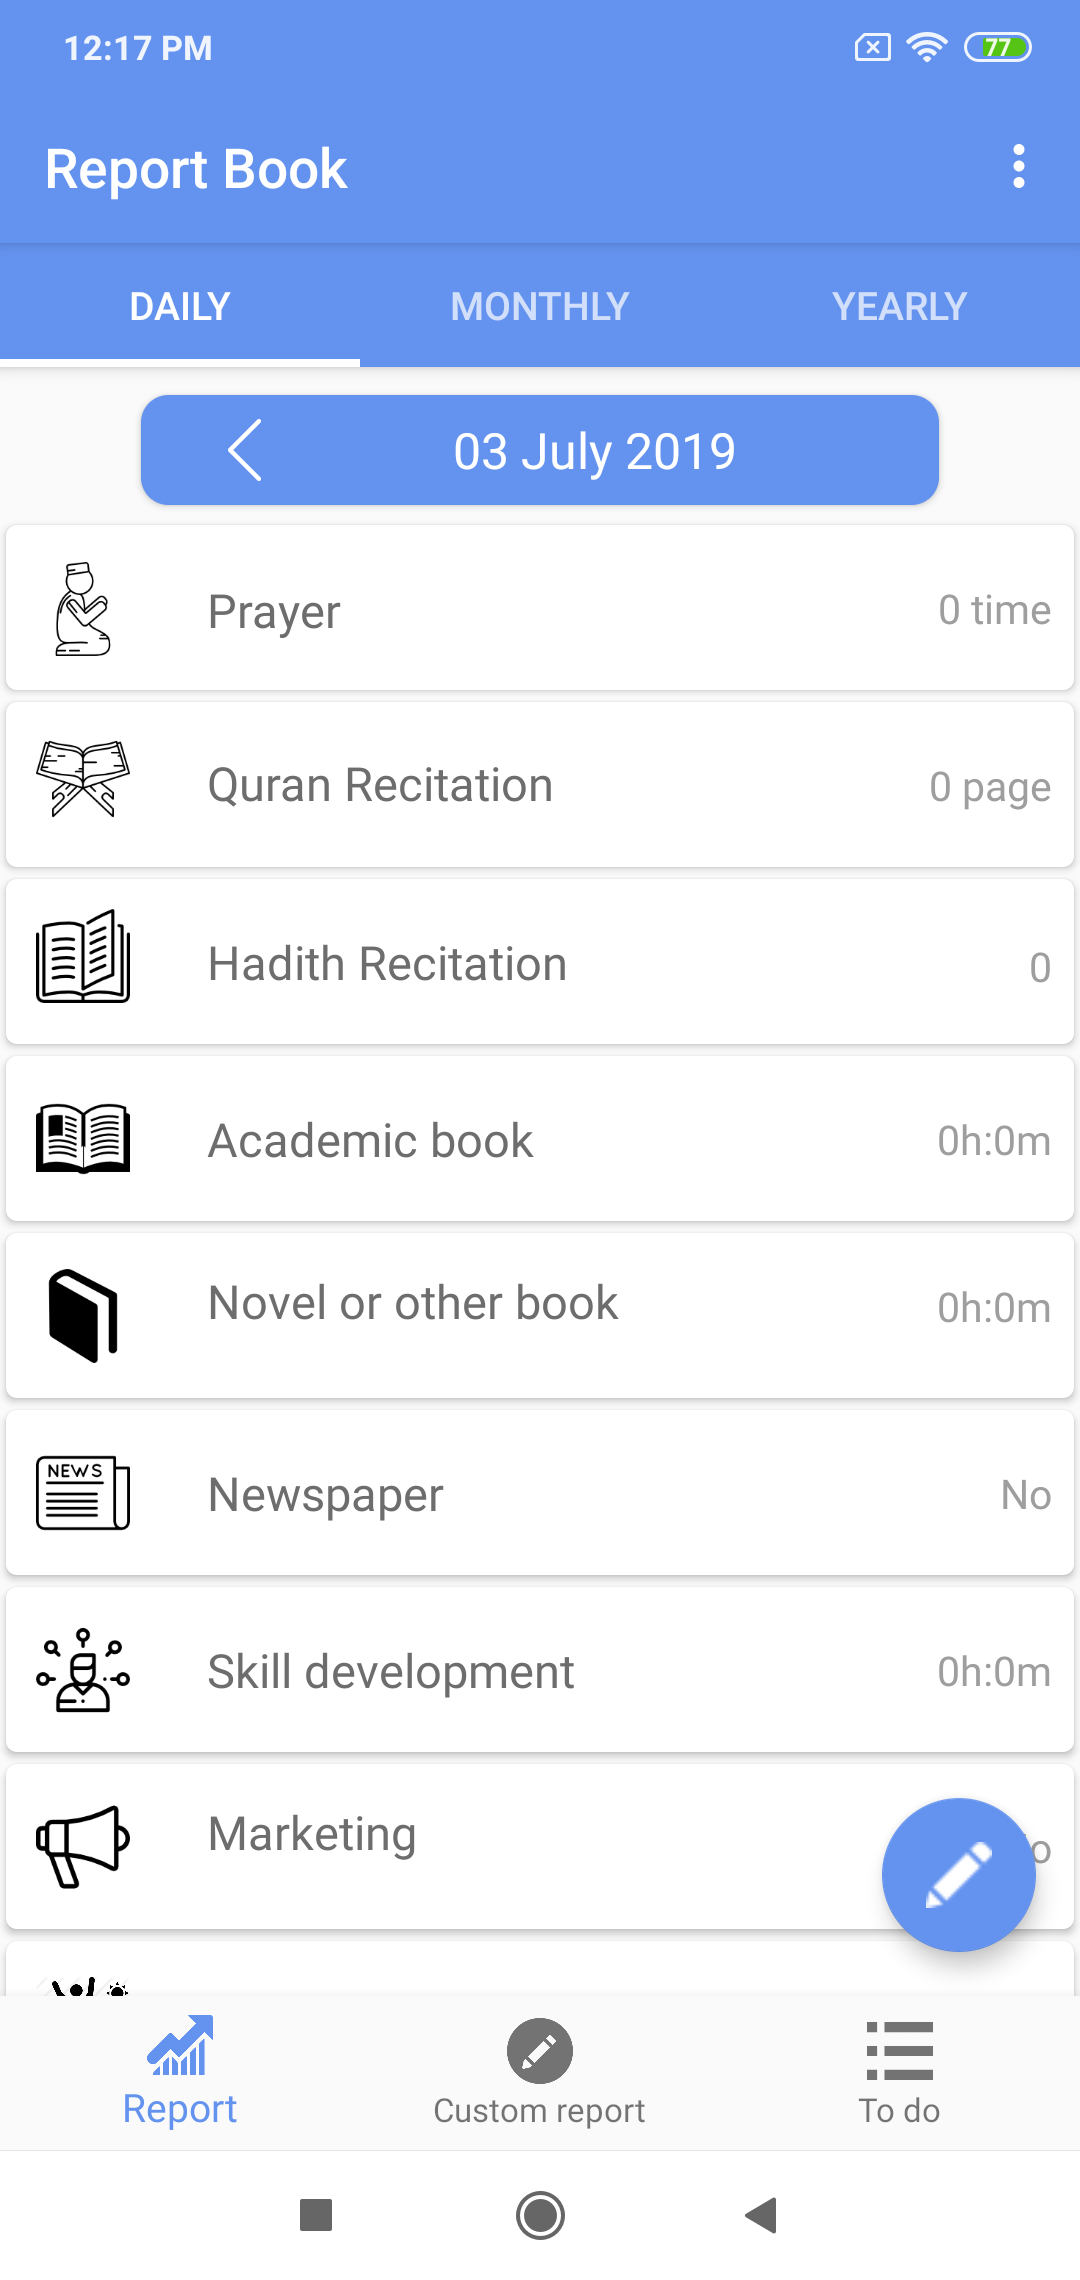 12:17 PM
77
Report Book
DAILY
MONTHLY
YEARLY
03 July 2019
Prayer
0 time
Quran Recitation
0 page
Hadith Recitation
0
Academic book
0h:0m
Novel or other book
0h:0m
NEWS
Newspaper
No
Skill development
0h:0m
Marketing
Report
Custom report
To do